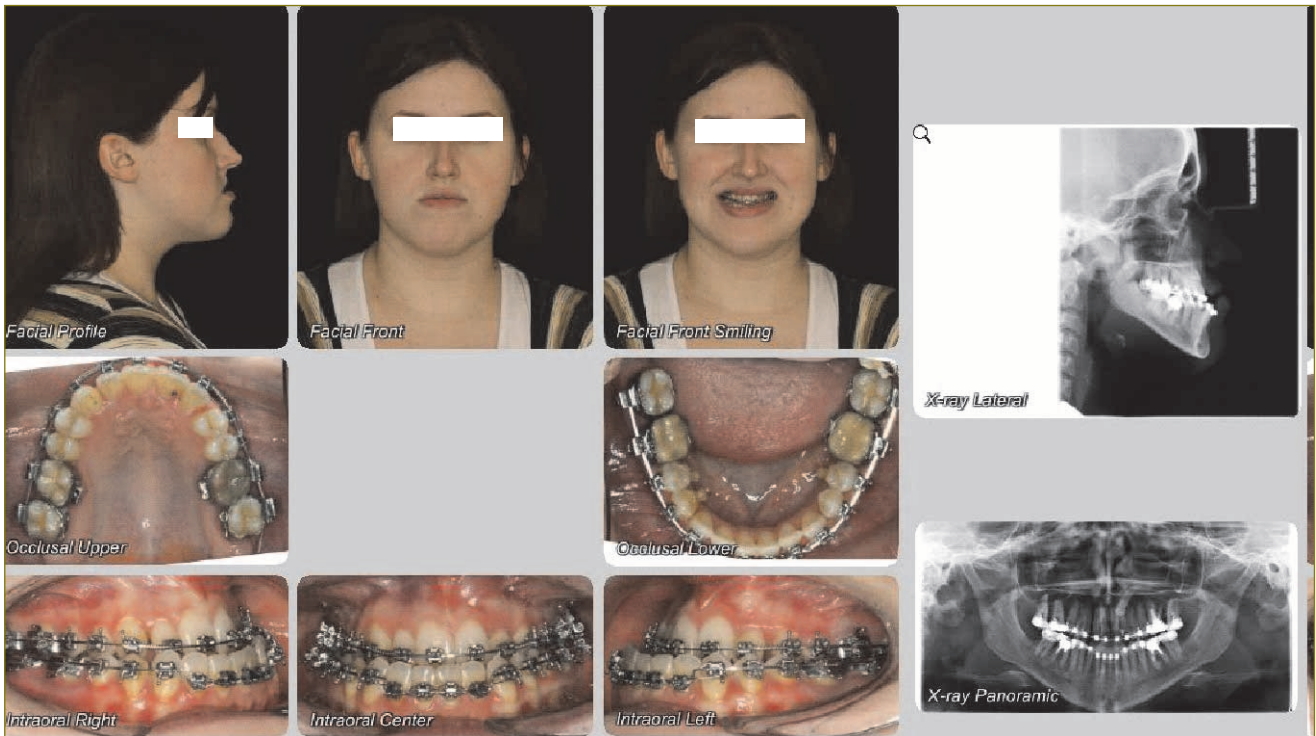 Facial Profile
Facial Front
Facial Front Smiling
X-ray Lateral
Occlusal Upper
Occlusal Lower
Intraoral Right
Intraoral Center
Intraoral Left
X-ray Panoramic